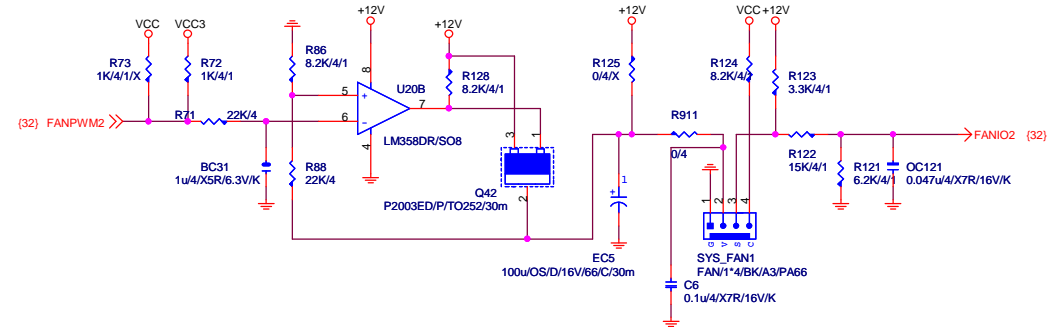 VCC
VCC3
+12V
+12V
+12V
VCC
+12V
R73
1K/4/1/X
R72
1K/4/1
R86
8.2K/4/1
8
U20B
5
+
7
6
-
4
LM358DR/SO8
R128
8.2K/4/1
R125
0/4/X
R124
8.2K/4/1
R123
3.3K/4/1
{32} FANPWM2
R71
22K/4
BC31
1u/4/X5R/6.3V/K
R88
22K/4
3
1
2
Q42
P2003ED/P/TO252/30m
R911
0/4
R122
15K/4/1
FANIO2 {32}
R121
6.2K/4/1
OC121
0.047u/4/X7R/16V/K
+
1
EC5
100u/OS/D/16V/66/C/30m
1
2
3
4
G
V
S
C
SYS_FAN1
FAN/1*4/BK/A3/PA66
C6
0.1u/4/X7R/16V/K